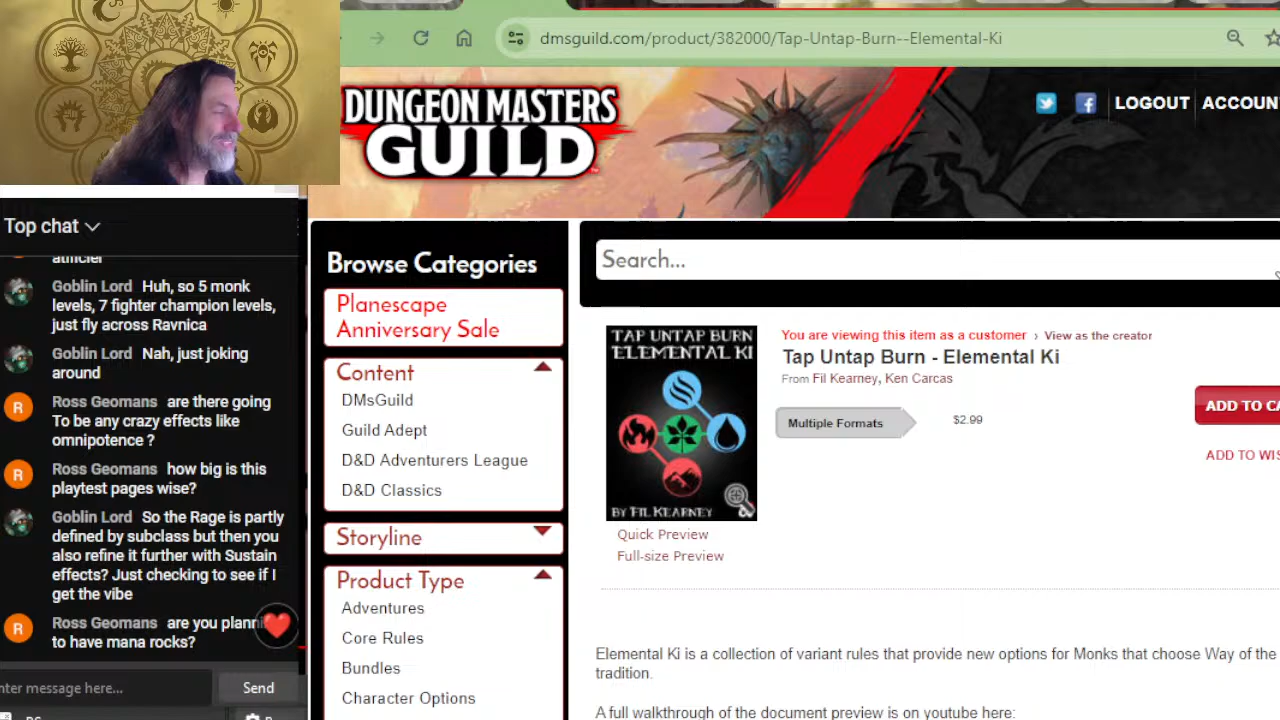 dmsguild.com/product/382000/Tap-Untap-Burn--Elemental-Ki
DUNGEON MASTERS
GUILD
LOGOUT
ACCOUN
Top chat
Goblin Lord Huh, so 5 monk
levels, 7 fighter champion levels,
just fly across Ravnica
Goblin Lord Nah, just joking
around
R
Ross Geomans are there going
To be any crazy effects like
omnipotence ?
R
Ross Geomans how big is this
playtest pages wise?
Goblin Lord So the Rage is partly
defined by subclass but then you
also refine it further with Sustain
effects? Just checking to see if I
get the vibe
R
Ross Geomans are you planni
to have mana rocks?
nter message here...
Send
Browse Categories
Planescape
Anniversary Sale
Content
DMsGuild
Guild Adept
D&D Adventurers League
D&D Classics
Storyline
Product Type
Adventures
Core Rules
Bundles
Character Options
Search...
TAP UNTAP BURN
ELEMENTAL KI
BY FIL KEARNEY
Quick Preview
Full-size Preview
You are viewing this item as a customer › View as the creator
Tap Untap Burn - Elemental Ki
From Fil Kearney, Ken Carcas
Multiple Formats
$2.99
ADD TO CA
ADD TO WIS
Elemental Ki is a collection of variant rules that provide new options for Monks that choose Way of the
tradition.
A full walkthrough of the document preview is on youtube here: